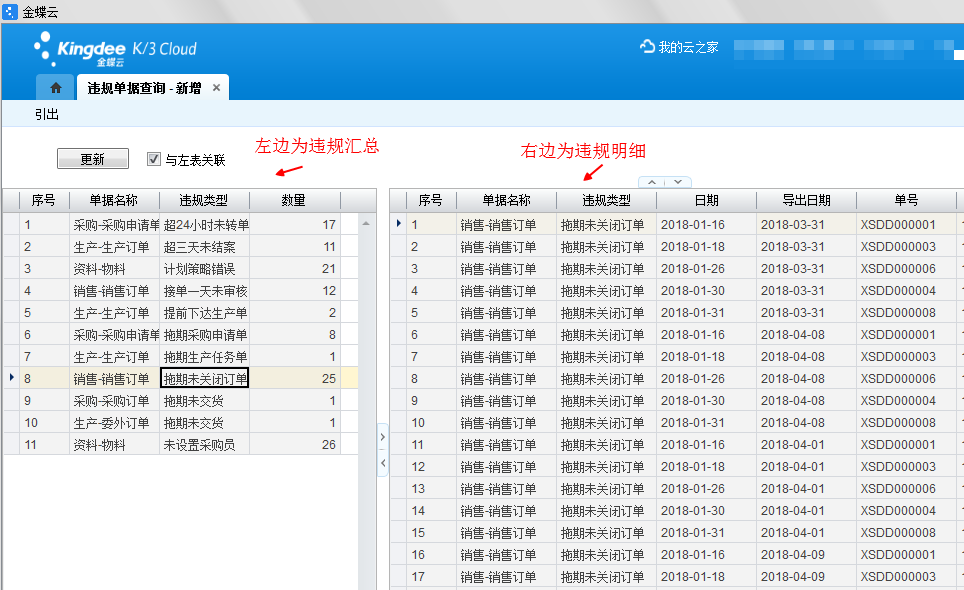 金蝶云
Kingdee K/3 Cloud
金蝶云
我的云之家
违规单据查询 - 新增 ×
引出
更新 与左表关联
左边为违规汇总
右边为违规明细
序号 单据名称 违规类型 数量
1 采购-采购申请单 超24小时未转单 17
2 生产-生产订单 超三天未结案 11
3 资料-物料 计划策略错误 21
4 销售-销售订单 接单一天未审核 12
5 生产-生产订单 提前下达生产单 2
6 采购-采购申请单 拖期采购申请单 8
7 生产-生产订单 拖期生产任务单 1
8 销售-销售订单 拖期未关闭订单 25
9 采购-采购订单 拖期未交货 1
10 生产-委外订单 拖期未交货 1
11 资料-物料 未设置采购员 26
序号 单据名称 违规类型 日期 导出日期 单号
1 销售-销售订单 拖期未关闭订单 2018-01-16 2018-03-31 XSDD000001
2 销售-销售订单 拖期未关闭订单 2018-01-18 2018-03-31 XSDD000003
3 销售-销售订单 拖期未关闭订单 2018-01-26 2018-03-31 XSDD000006
4 销售-销售订单 拖期未关闭订单 2018-01-30 2018-03-31 XSDD000004
5 销售-销售订单 拖期未关闭订单 2018-01-31 2018-03-31 XSDD000008
6 销售-销售订单 拖期未关闭订单 2018-01-16 2018-04-08 XSDD000001
7 销售-销售订单 拖期未关闭订单 2018-01-18 2018-04-08 XSDD000003
8 销售-销售订单 拖期未关闭订单 2018-01-26 2018-04-08 XSDD000006
9 销售-销售订单 拖期未关闭订单 2018-01-30 2018-04-08 XSDD000004
10 销售-销售订单 拖期未关闭订单 2018-01-31 2018-04-08 XSDD000008
11 销售-销售订单 拖期未关闭订单 2018-01-16 2018-04-01 XSDD000001
12 销售-销售订单 拖期未关闭订单 2018-01-18 2018-04-01 XSDD000003
13 销售-销售订单 拖期未关闭订单 2018-01-26 2018-04-01 XSDD000006
14 销售-销售订单 拖期未关闭订单 2018-01-30 2018-04-01 XSDD000004
15 销售-销售订单 拖期未关闭订单 2018-01-31 2018-04-01 XSDD000008
16 销售-销售订单 拖期未关闭订单 2018-01-16 2018-04-09 XSDD000001
17 销售-销售订单 拖期未关闭订单 2018-01-18 2018-04-09 XSDD000003